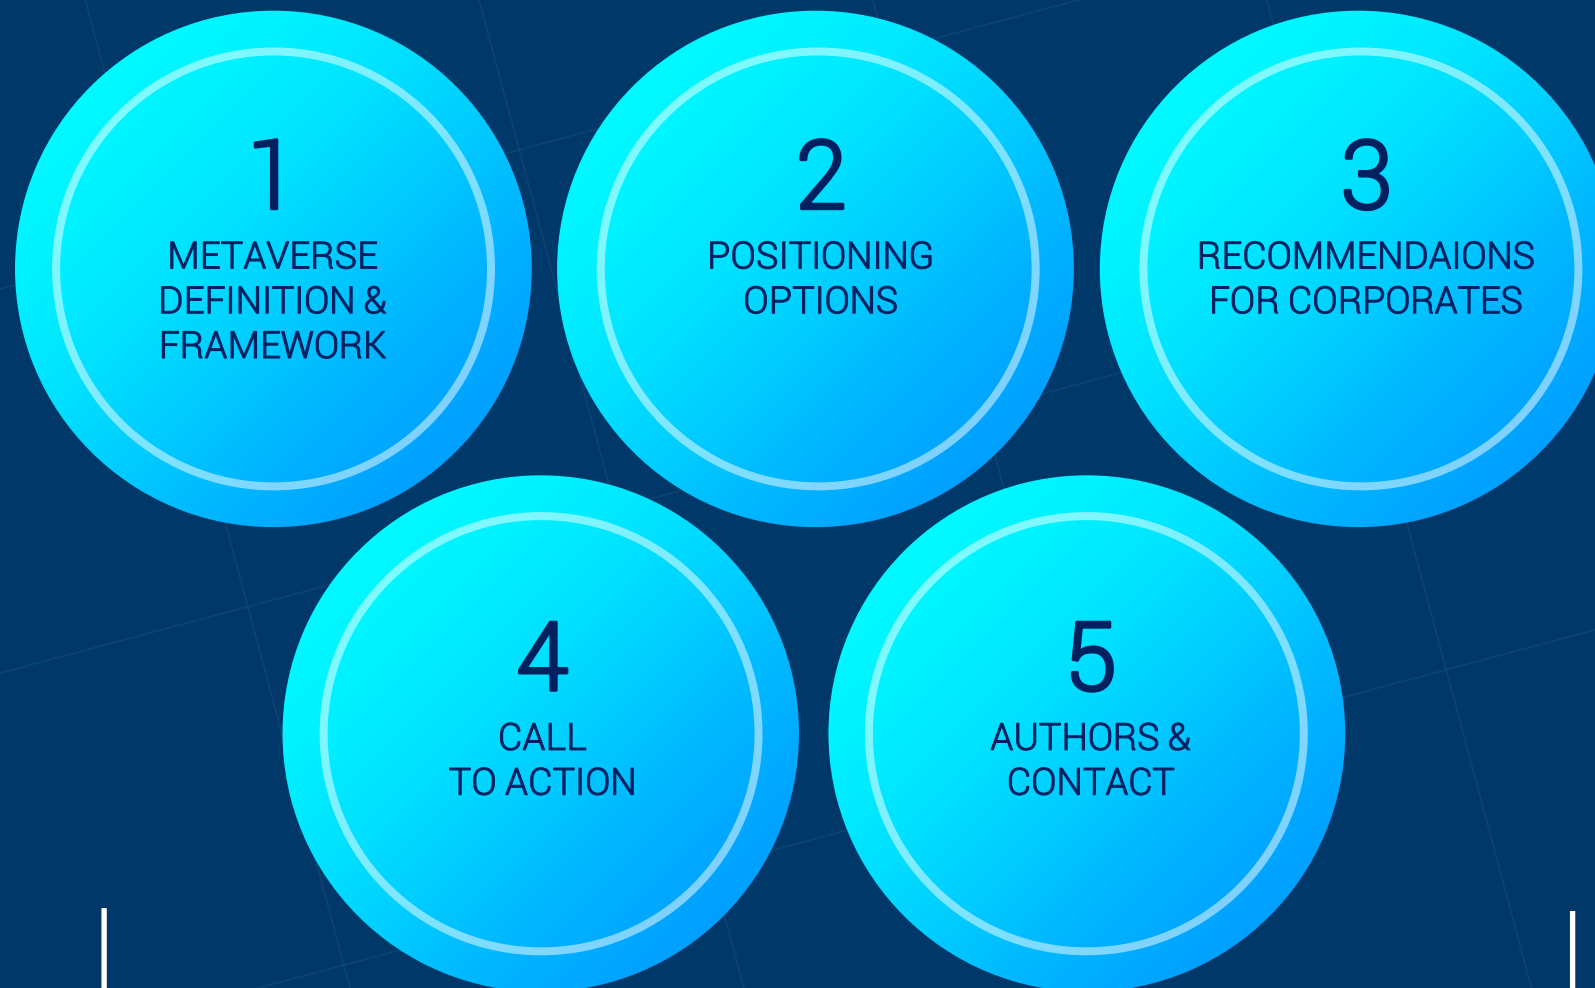 1
METAVERSE
DEFINITION &
FRAMEWORK
2
POSITIONING
OPTIONS
3
RECOMMENDAIONS
FOR CORPORATES
4
CALL
TO ACTION
5
AUTHORS &
CONTACT